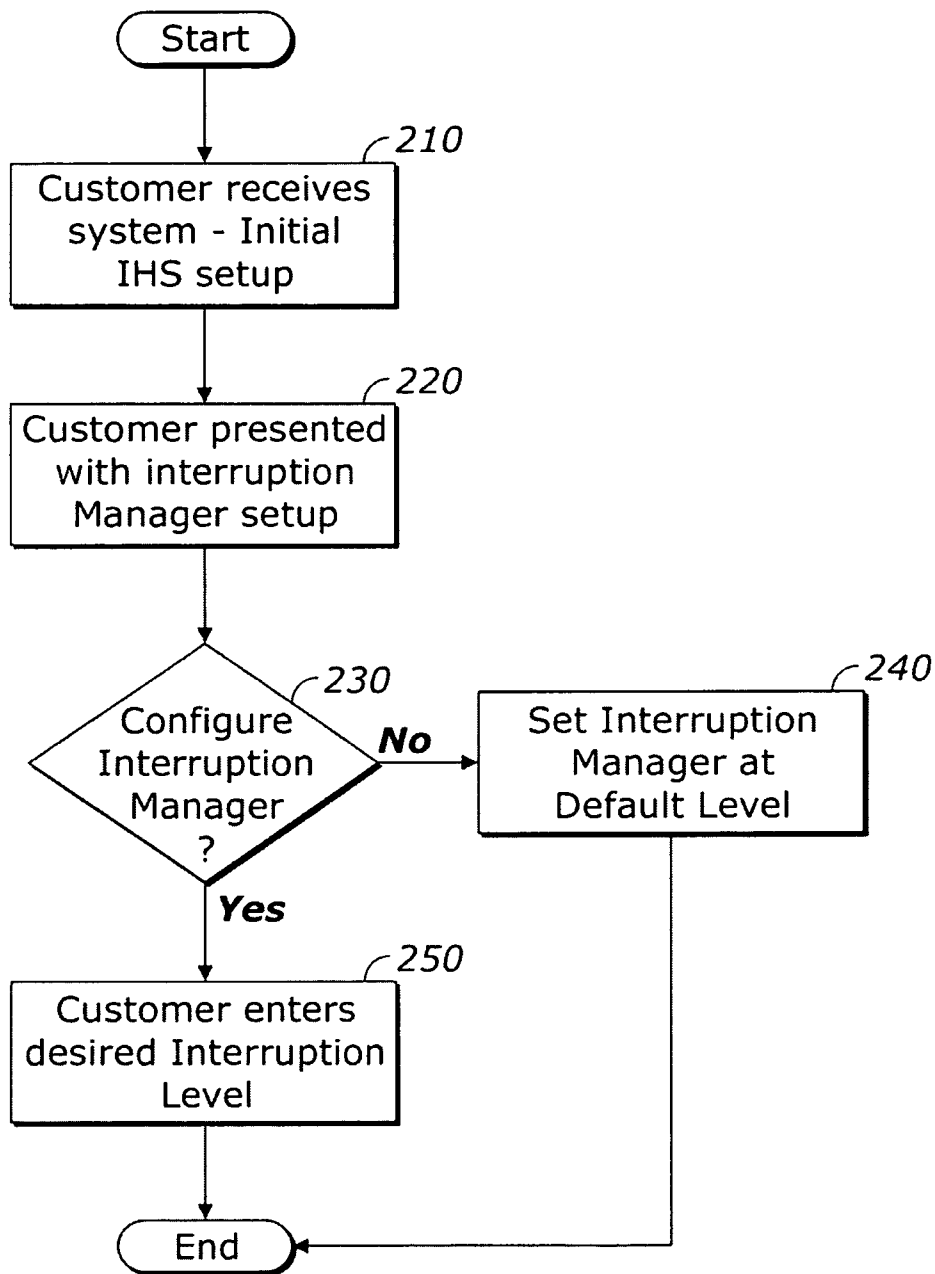 Start
210
Customer receives
system - Initial
IHS setup
220
Customer presented
with interruption
Manager setup
230
Configure
Interruption
Manager
?
No
240
Set Interruption
Manager at
Default Level
Yes
250
Customer enters
desired Interruption
Level
End